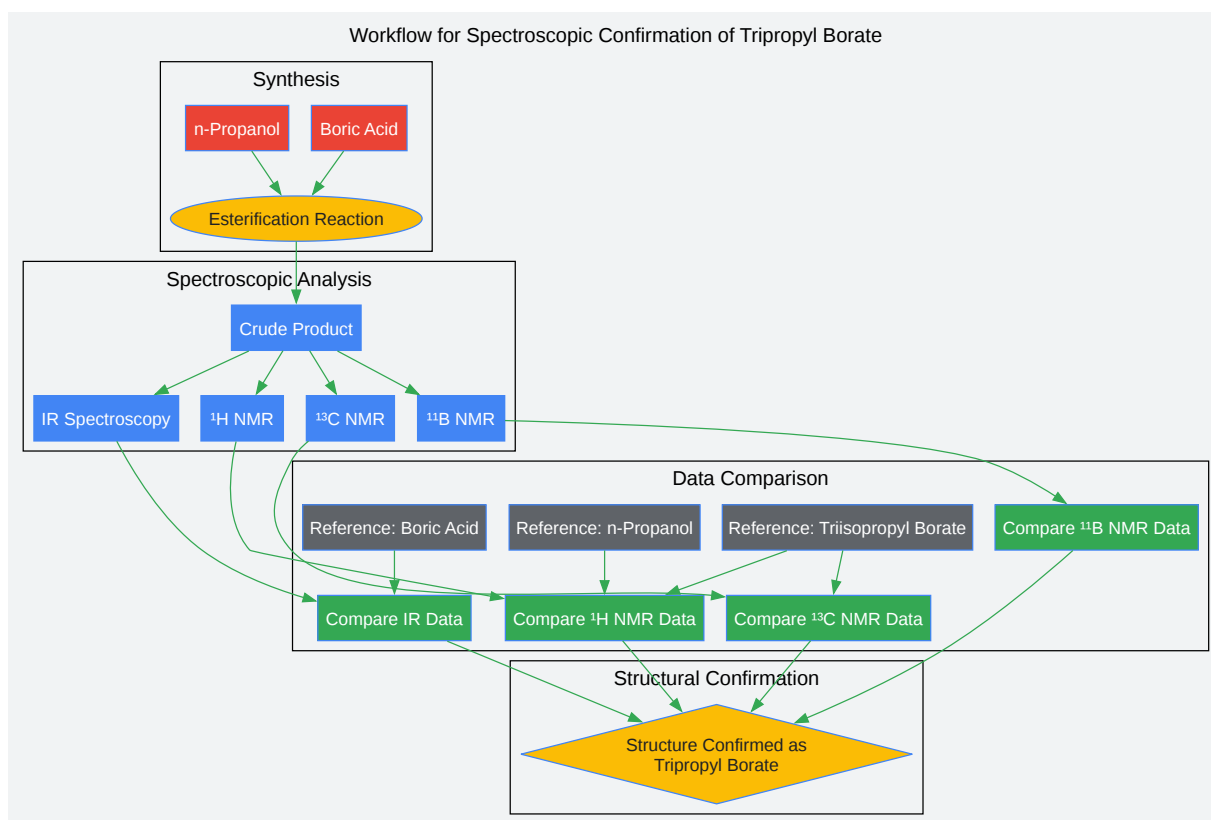 Workflow for Spectroscopic Confirmation of Tripropyl Borate
Synthesis
n-Propanol
Boric Acid
Esterification Reaction
Spectroscopic Analysis
Crude Product
IR Spectroscopy
¹H NMR
¹³C NMR
¹¹B NMR
Data Comparison
Reference: Boric Acid
Reference: n-Propanol
Reference: Triisopropyl Borate
Compare ¹¹B NMR Data
Compare IR Data
Compare ¹H NMR Data
Compare ¹³C NMR Data
Structural Confirmation
Structure Confirmed as
Tripropyl Borate